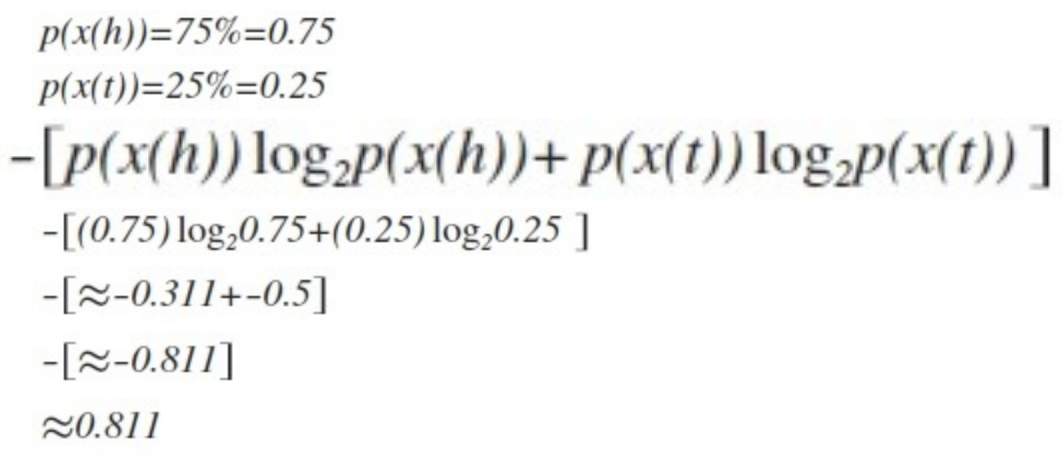 p(x(h))=75%=0.75
p(x(t))=25%=0.25
-[p(x(h)) log₂p(x(h))+ p(x(t)) log₂p(x(t)) ]
-[(0.75) log₂0.75+(0.25) log₂0.25 ]
-[≈-0.311+-0.5]
-[≈-0.811]
≈0.811